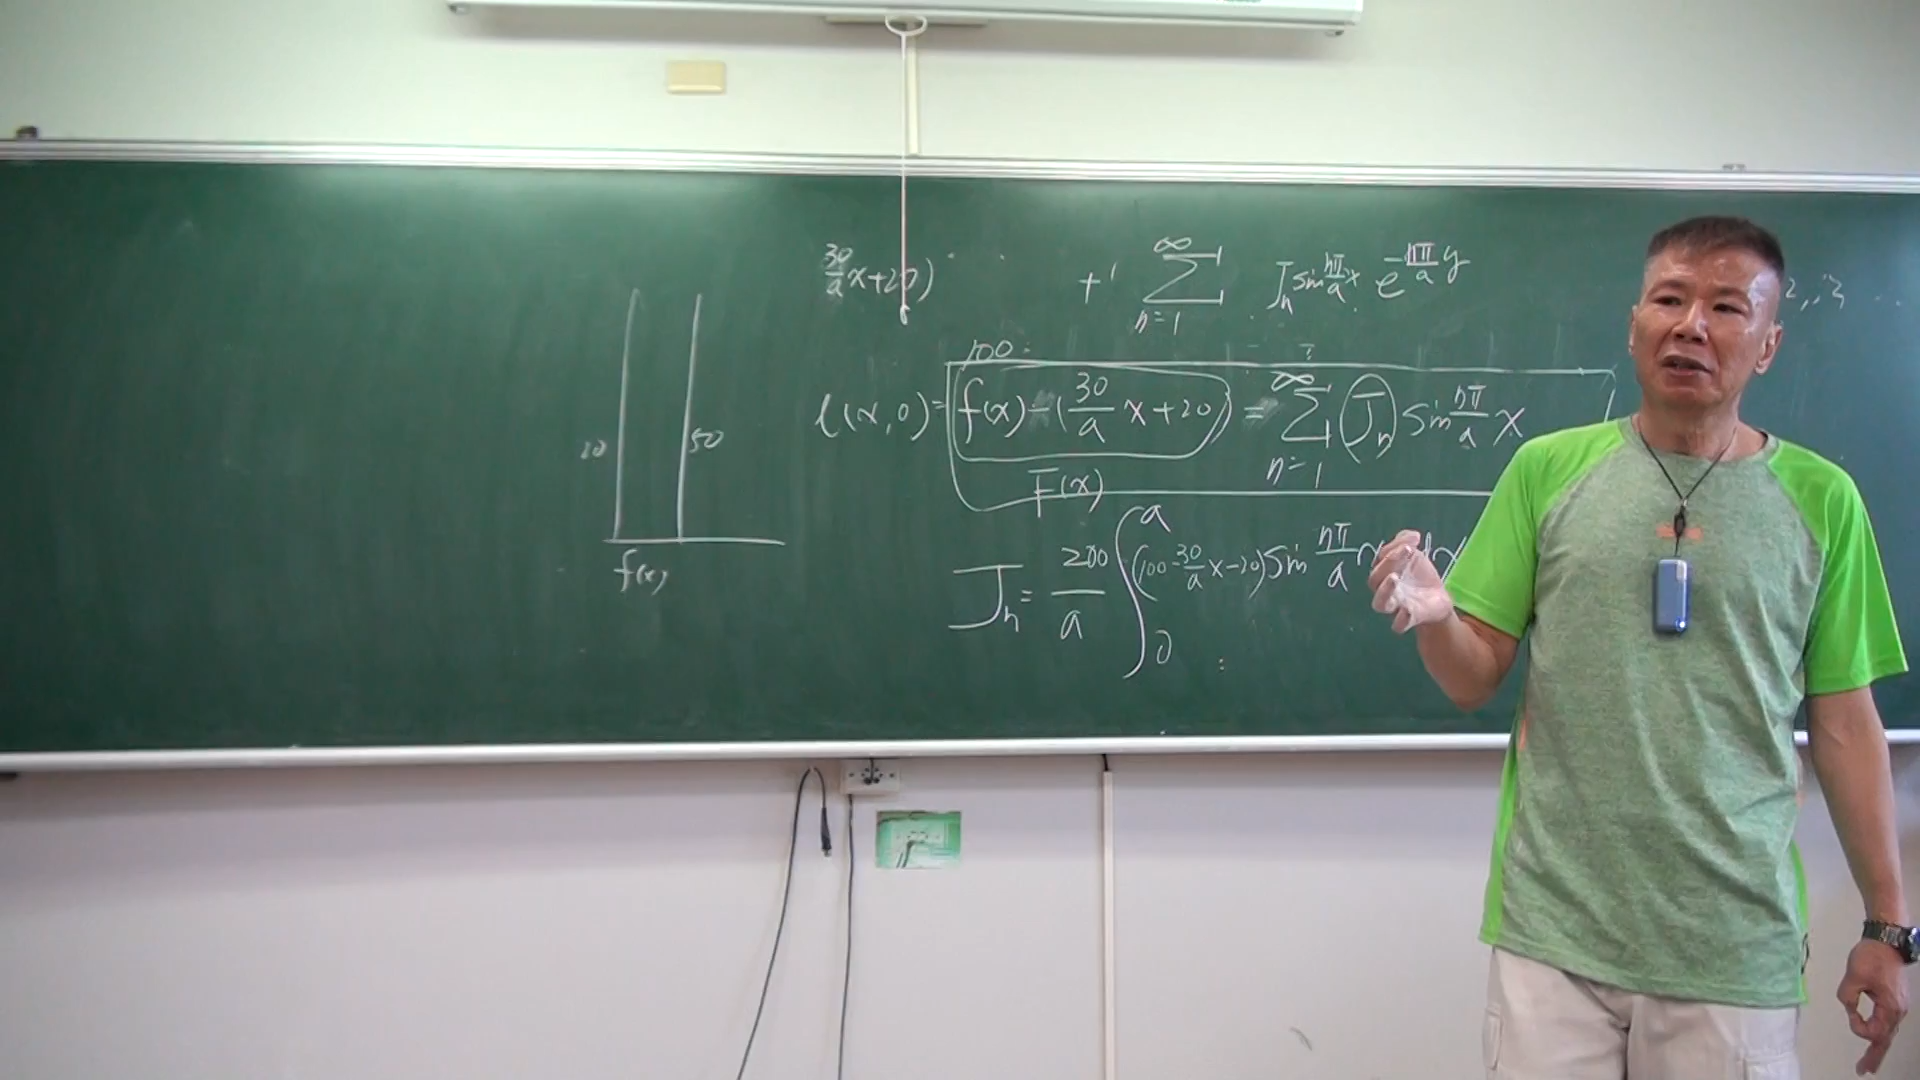 30/a x+20) + ∑_{n=1}^{∞} J_n sin nπ/a x e^{-nπ/a y} 2, 3 ...
100
(x,0)= f(x)-(30/a x+20) = ∑_{n=1}^{∞} J_n sin nπ/a x
F(x)
J_n = 200/a ∫_0^a (100-30/a x-20) sin nπ/a x dx
20 50
f(x)